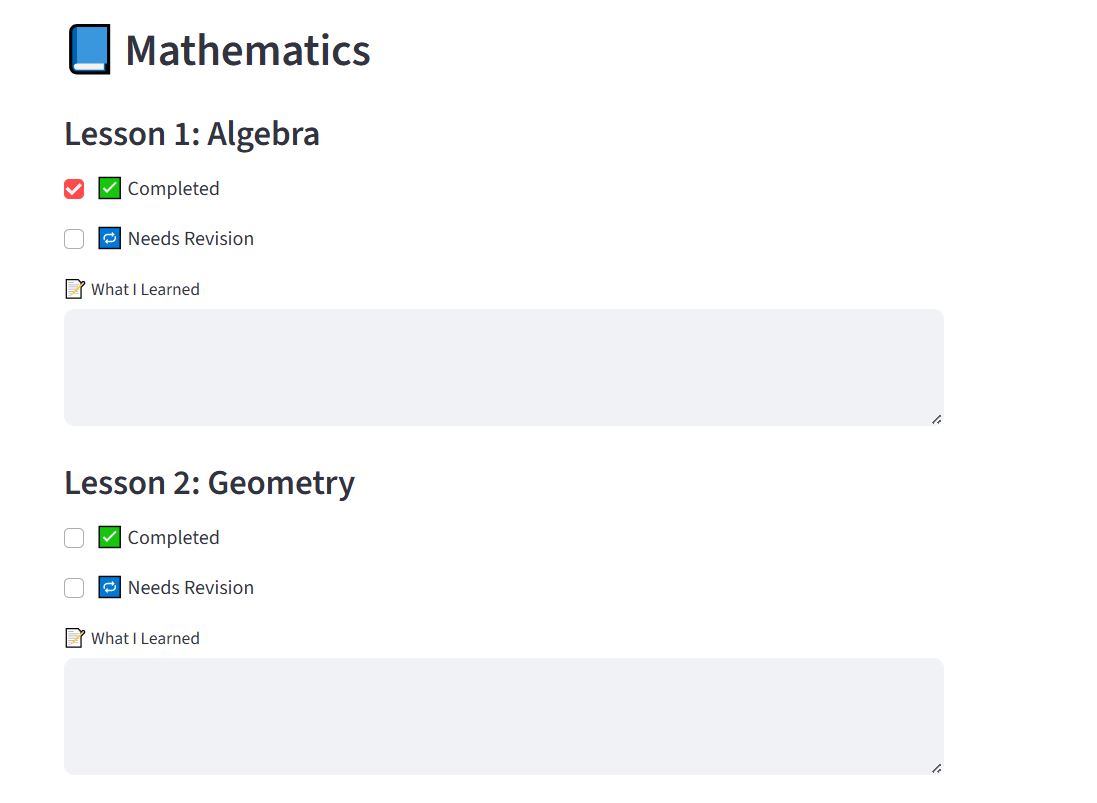 Mathematics
Lesson 1: Algebra
Completed
Needs Revision
What I Learned
Lesson 2: Geometry
Completed
Needs Revision
What I Learned